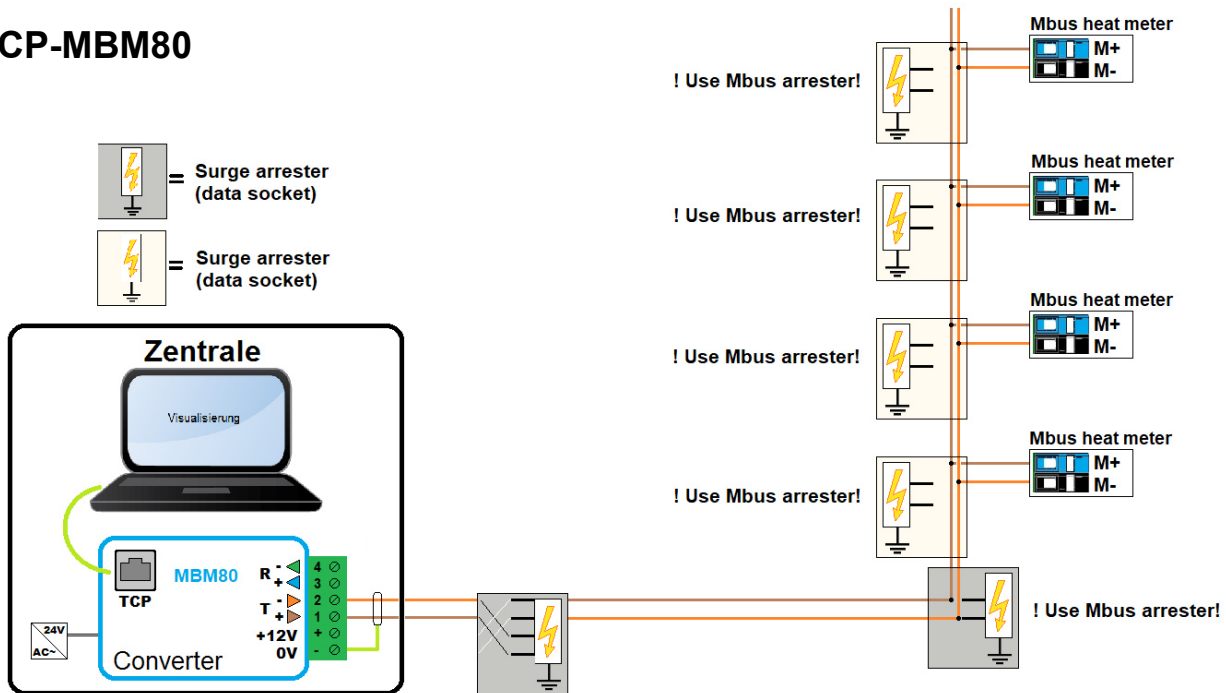 CP-MBM80
= Surge arrester
(data socket)
= Surge arrester
(data socket)
Zentrale
Visualisierung
TCP
MBM80
Converter
24V
AC~
R - 4
+ 3
T - 2
+ 1
+12V +
0V -
! Use Mbus arrester!
Mbus heat meter
M+
M-
! Use Mbus arrester!
Mbus heat meter
M+
M-
! Use Mbus arrester!
Mbus heat meter
M+
M-
! Use Mbus arrester!
Mbus heat meter
M+
M-
! Use Mbus arrester!